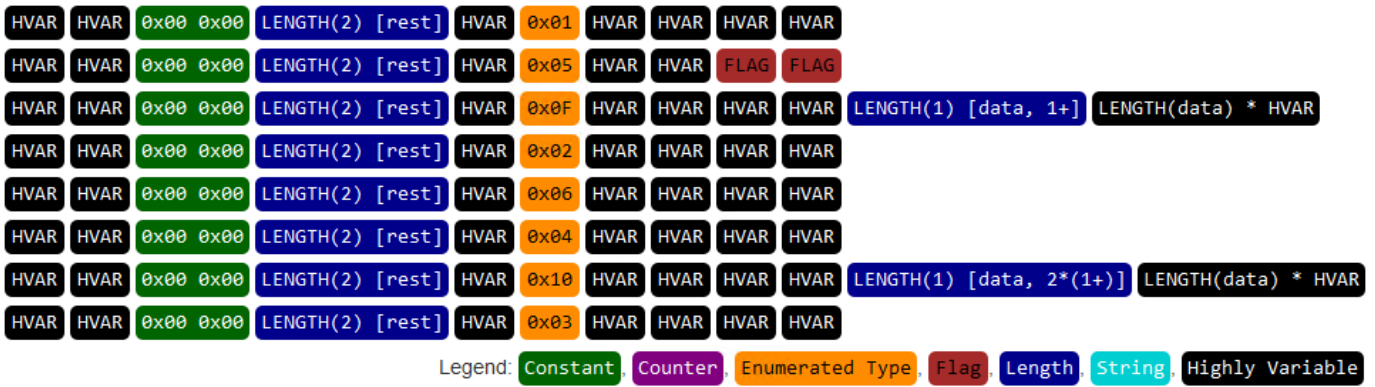 HVAR HVAR 0x00 0x00 LENGTH(2) [rest] HVAR 0x01 HVAR HVAR HVAR HVAR
HVAR HVAR 0x00 0x00 LENGTH(2) [rest] HVAR 0x05 HVAR HVAR FLAG FLAG
HVAR HVAR 0x00 0x00 LENGTH(2) [rest] HVAR 0x0F HVAR HVAR HVAR HVAR LENGTH(1) [data, 1+] LENGTH(data) * HVAR
HVAR HVAR 0x00 0x00 LENGTH(2) [rest] HVAR 0x02 HVAR HVAR HVAR HVAR
HVAR HVAR 0x00 0x00 LENGTH(2) [rest] HVAR 0x06 HVAR HVAR HVAR HVAR
HVAR HVAR 0x00 0x00 LENGTH(2) [rest] HVAR 0x04 HVAR HVAR HVAR HVAR
HVAR HVAR 0x00 0x00 LENGTH(2) [rest] HVAR 0x10 HVAR HVAR HVAR HVAR LENGTH(1) [data, 2*(1+)] LENGTH(data) * HVAR
HVAR HVAR 0x00 0x00 LENGTH(2) [rest] HVAR 0x03 HVAR HVAR HVAR HVAR
Legend: Constant, Counter, Enumerated Type, Flag, Length, String, Highly Variable